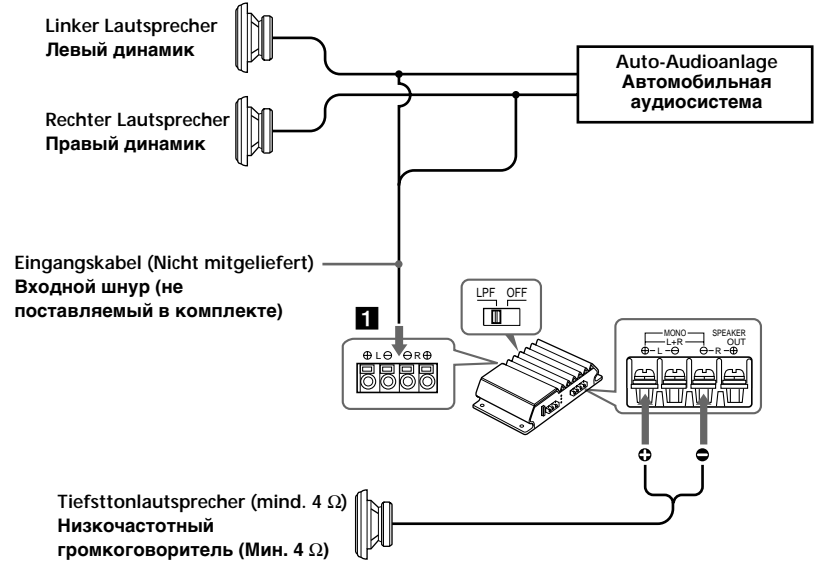 Linker Lautsprecher
Левый динамик
Auto-Audioanlage
Автомобильная
аудиосистема
Rechter Lautsprecher
Правый динамик
Eingangskabel (Nicht mitgeliefert)
Входной шнур (не
поставляемый в комплекте)
LPF OFF
1
⊕ L ⊖ ⊖ R ⊕
MONO SPEAKER
L+R OUT
⊕ L ⊖ ⊖ R ⊕
+ −
Tiefsttonlautsprecher (mind. 4 Ω)
Низкочастотный
громкоговоритель (Мин. 4 Ω)